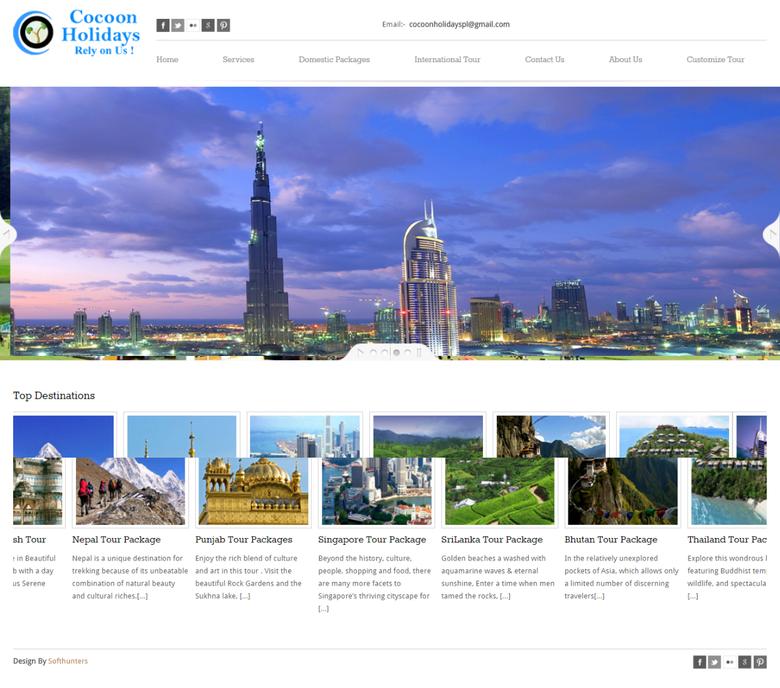 Cocoon
Holidays
Rely on Us !
Email:- cocoonholidayspl@gmail.com
Home Services Domestic Packages International Tour Contact Us About Us Customize Tour
Top Destinations
sh Tour
in Beautiful
with a day
us Serene
Nepal Tour Package
Nepal is a unique destination for
trekking because of its unbeatable
combination of natural beauty
and cultural riches.[...]
Punjab Tour Packages
Enjoy the rich blend of culture
and art in this tour . Visit the
beautiful Rock Gardens and the
Sukhna lake, [...]
Singapore Tour Package
Beyond the history, culture,
people, shopping and food, there
are many more facets to
Singapore's thriving cityscape for
[...]
SriLanka Tour Package
Golden beaches a washed with
aquamarine waves & eternal
sunshine, Enter a time when men
tamed the rocks, [...]
Bhutan Tour Package
In the relatively unexplored
pockets of Asia, which allows only
a limited number of discerning
travelers[...]
Thailand Tour Pac
Explore this wondrous l
featuring Buddhist tem
wildlife, and spectacula
[...]
Design By Softhunters